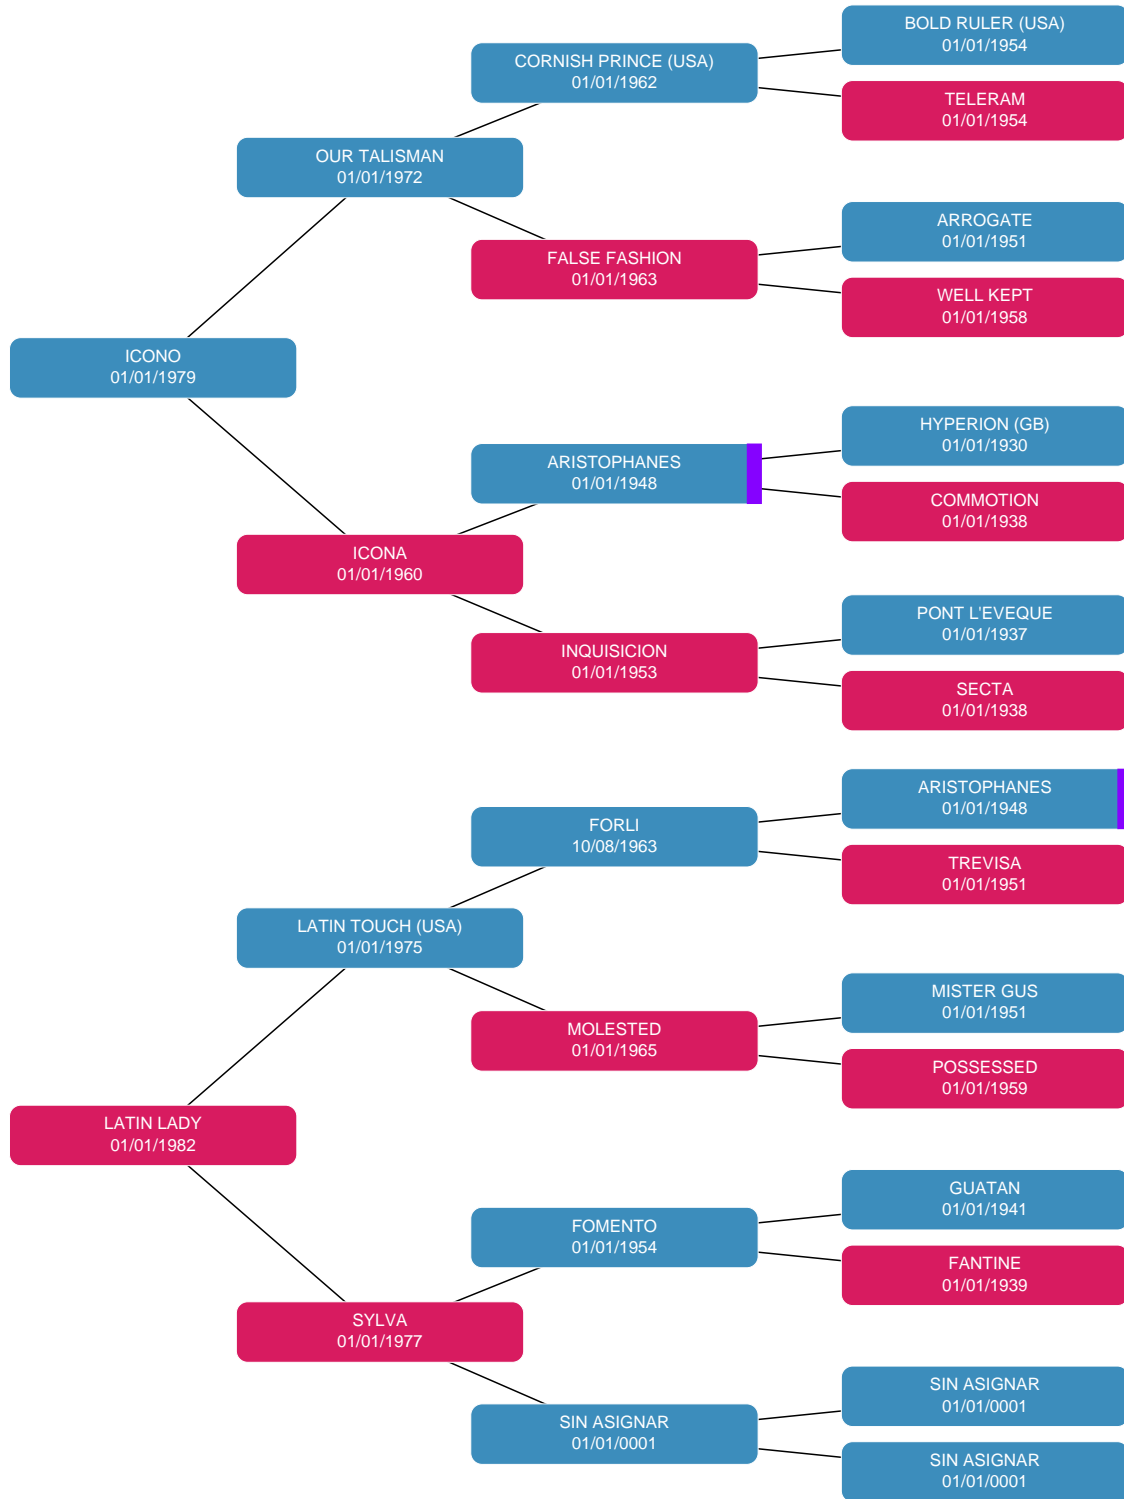 BOLD RULER (USA)
01/01/1954
CORNISH PRINCE (USA)
01/01/1962
TELERAM
01/01/1954
OUR TALISMAN
01/01/1972
ARROGATE
01/01/1951
FALSE FASHION
01/01/1963
WELL KEPT
01/01/1958
ICONO
01/01/1979
HYPERION (GB)
01/01/1930
ARISTOPHANES
01/01/1948
COMMOTION
01/01/1938
ICONA
01/01/1960
PONT L'EVEQUE
01/01/1937
INQUISICION
01/01/1953
SECTA
01/01/1938
ARISTOPHANES
01/01/1948
FORLI
10/08/1963
TREVISA
01/01/1951
LATIN TOUCH (USA)
01/01/1975
MISTER GUS
01/01/1951
MOLESTED
01/01/1965
POSSESSED
01/01/1959
LATIN LADY
01/01/1982
GUATAN
01/01/1941
FOMENTO
01/01/1954
FANTINE
01/01/1939
SYLVA
01/01/1977
SIN ASIGNAR
01/01/0001
SIN ASIGNAR
01/01/0001
SIN ASIGNAR
01/01/0001